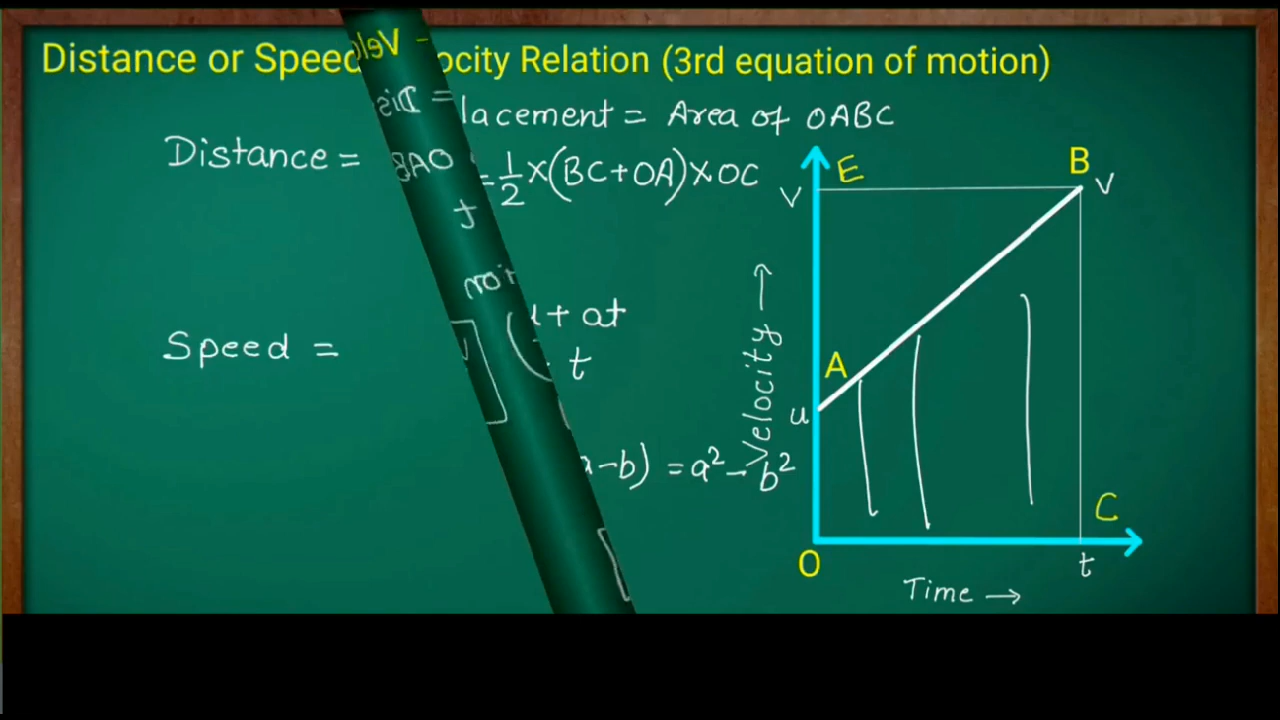 Distance or Speed - Velocity Relation (3rd equation of motion)
lacement = Area of OABC
Distance =
= 1/2 x (BC+OA) x OC
E
B
V
V
u + at
t
Speed =
A
u
Velocity →
a-b) = a² - b²
C
O
t
Time →